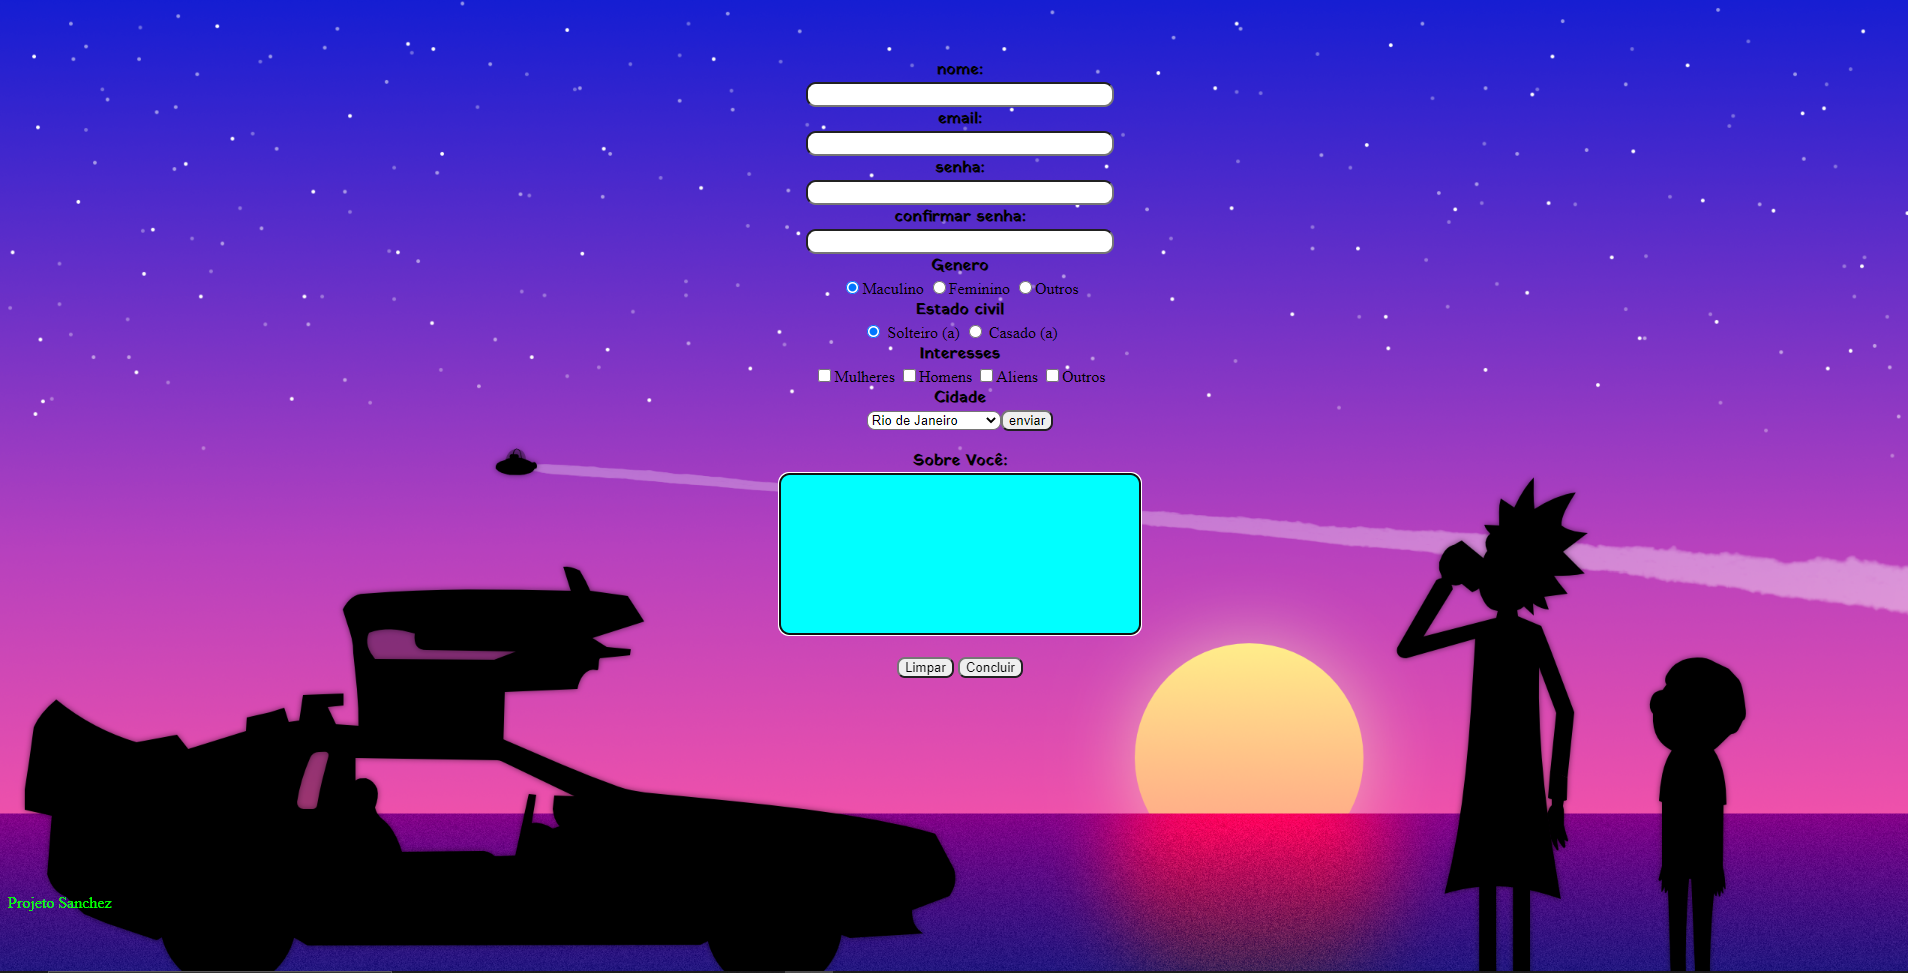 nome:
email:
senha:
confirmar senha:
Genero
Maculino Feminino Outros
Estado civil
Solteiro (a) Casado (a)
Interesses
Mulheres Homens Aliens Outros
Cidade
Rio de Janeiro enviar
Sobre Você:
Limpar Concluir
Projeto Sanchez